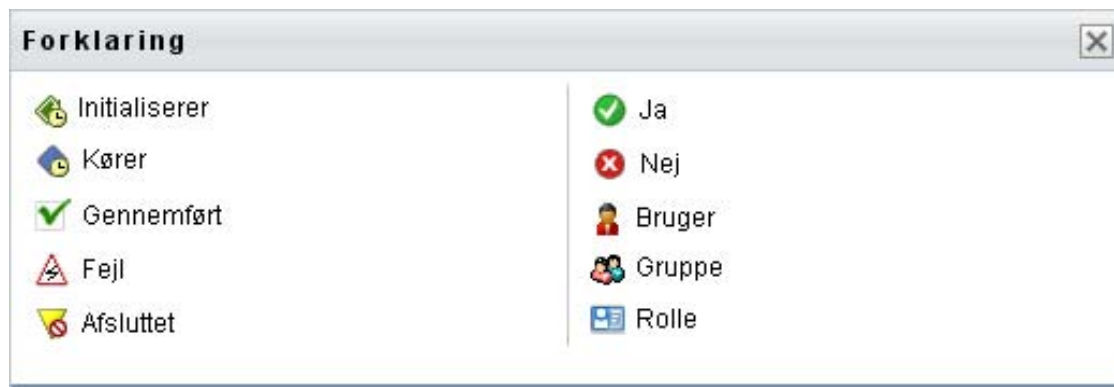 Forklaring
Initialiserer
Kører
Gennemført
Fejl
Afsluttet
Ja
Nej
Bruger
Gruppe
Rolle